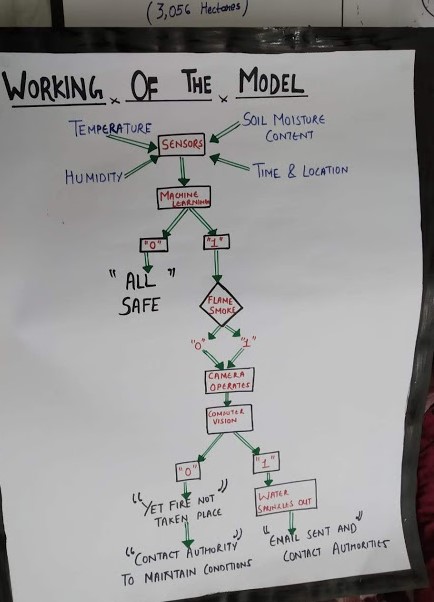 (3,056 Hectares)
WORKING OF THE MODEL
TEMPERATURE
SOIL MOISTURE
CONTENT
SENSORS
HUMIDITY
TIME & LOCATION
MACHINE
LEARNING
"0" "1"
"ALL"
SAFE
FLAME
SMOKE
"0" "1"
CAMERA
OPERATES
COMPUTER
VISION
"0" "1"
"YET FIRE NOT"
TAKEN PLACE
WATER
OUT
"CONTACT AUTHORITY"
TO MAINTAIN CONDITIONS
"EMAIL SENT AND"
CONTACT AUTHORITIES